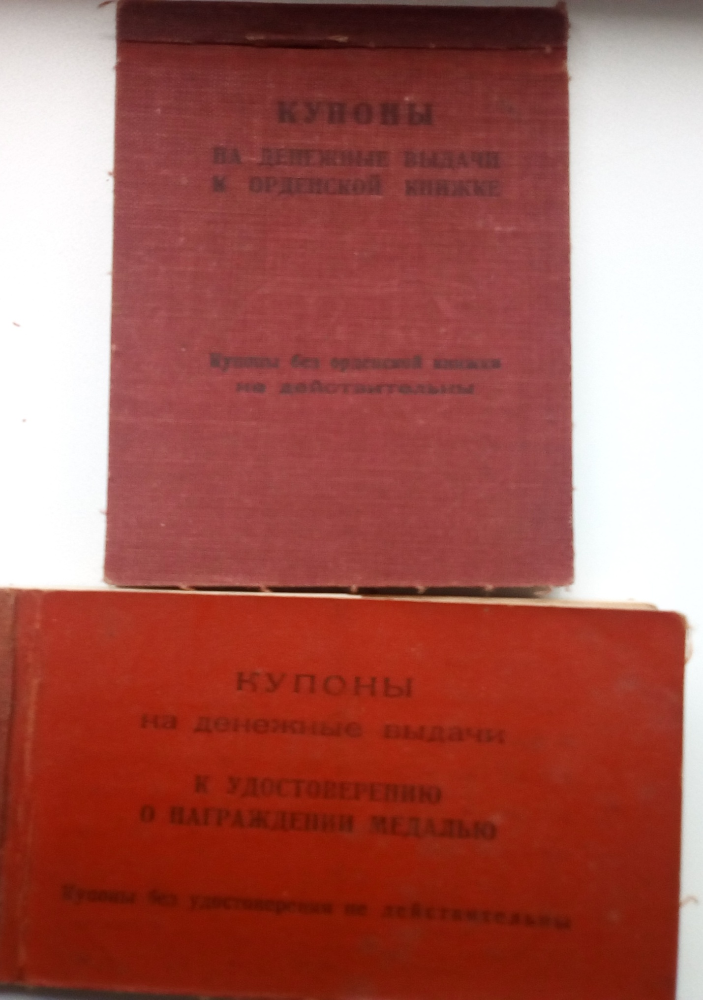 КУПОНЫ
НА ДЕНЕЖНЫЕ ВЫДАЧИ
К ОРДЕНСКОЙ КНИЖКЕ
Купоны без орденской книжки
не действительны
КУПОНЫ
на денежные выдачи
К УДОСТОВЕРЕНИЮ
О НАГРАЖДЕНИИ МЕДАЛЬЮ
Купоны без удостоверения не действительны